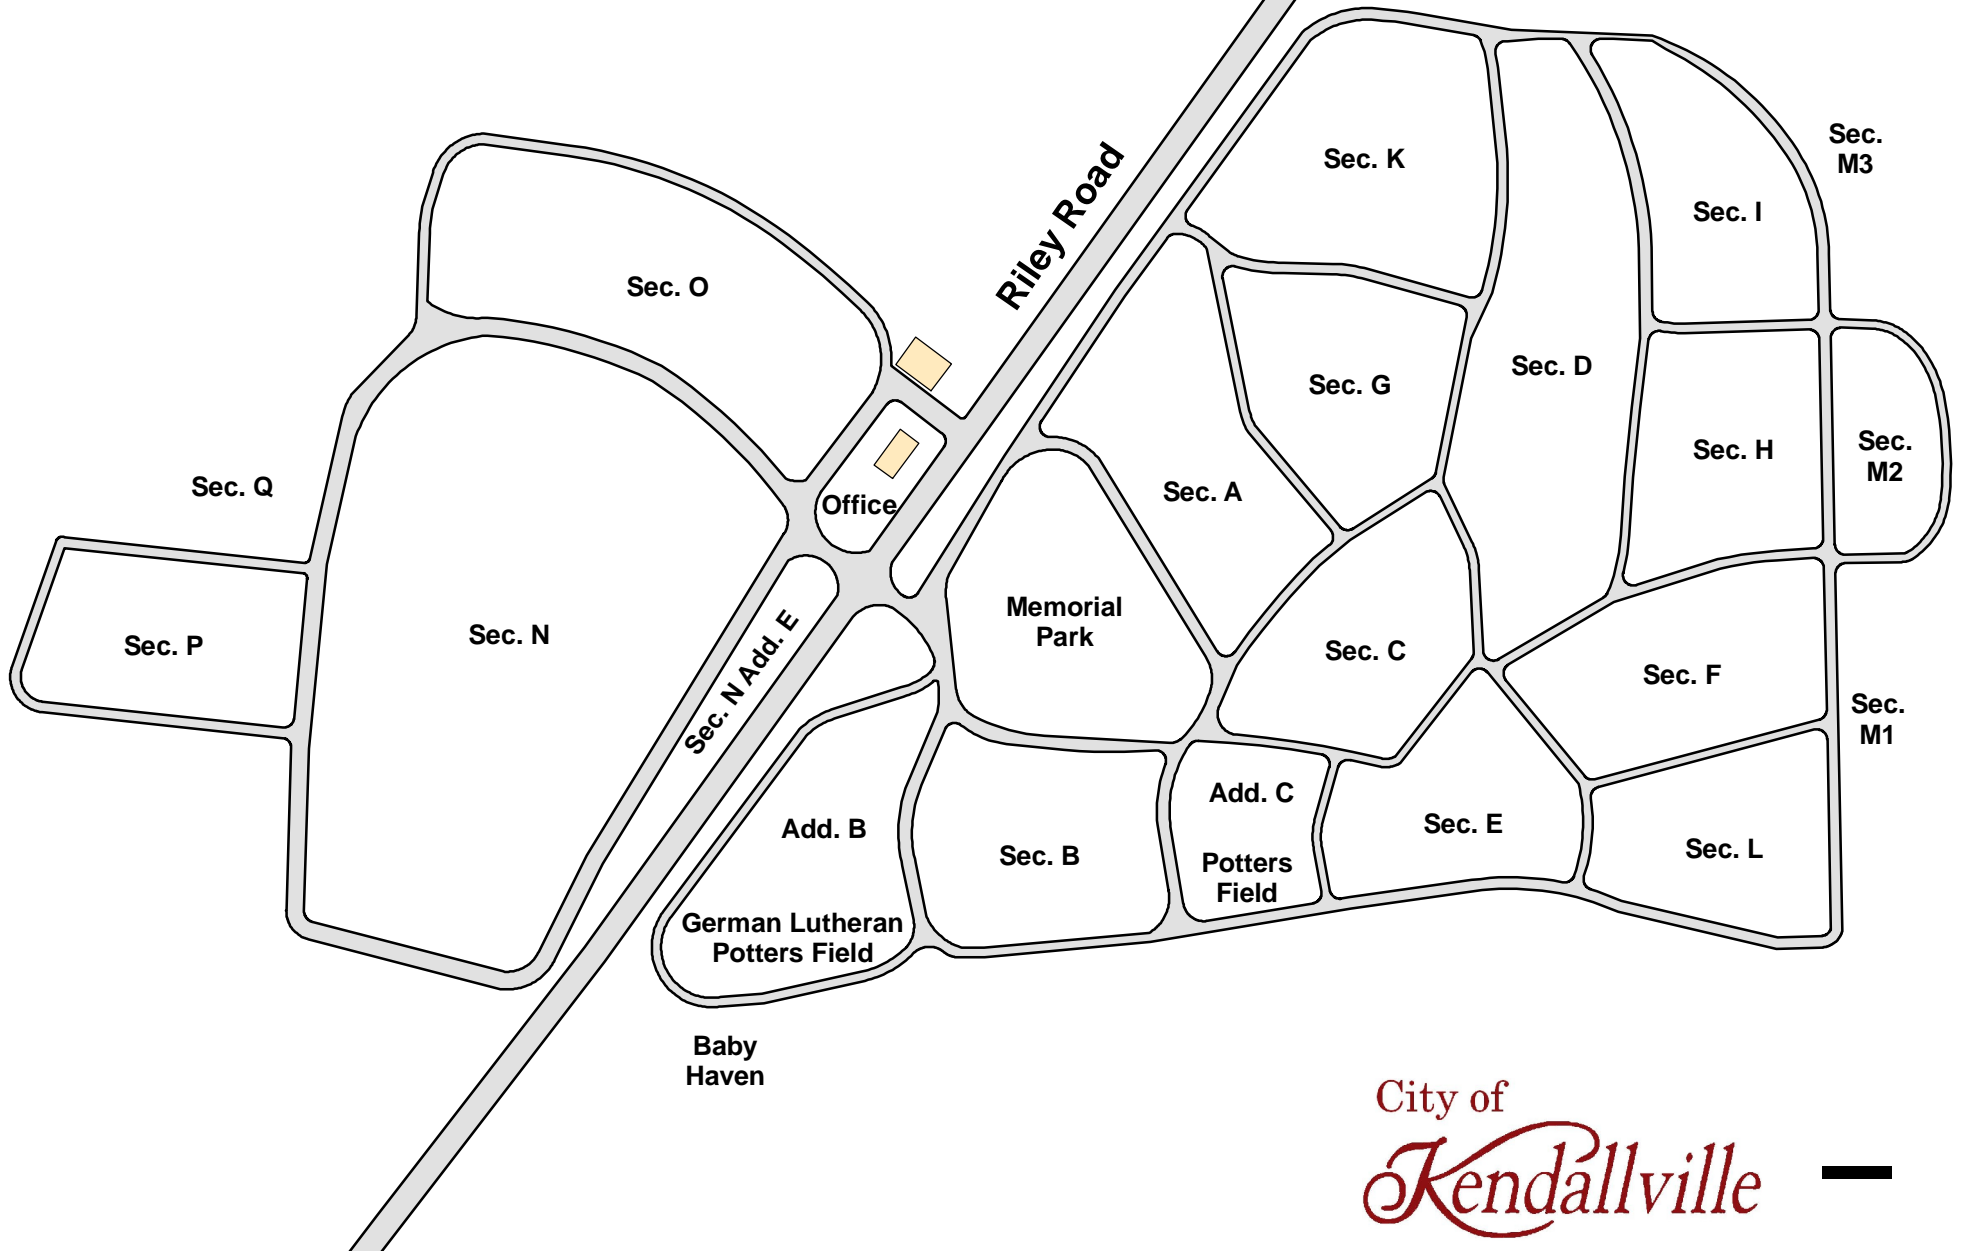 Sec. K
Sec.
M3
Sec. I
Riley Road
Sec. O
Sec. D
Sec. G
Sec. H
Sec.
M2
Sec. Q
Sec. A
Office
Memorial
Park
Sec. N
Sec. P
Sec. N Add. E
Sec. C
Sec. F
Sec.
M1
Add. C
Potters
Field
Add. B
Sec. B
Sec. E
Sec. L
German Lutheran
Potters Field
Baby
Haven
City of
Kendallville